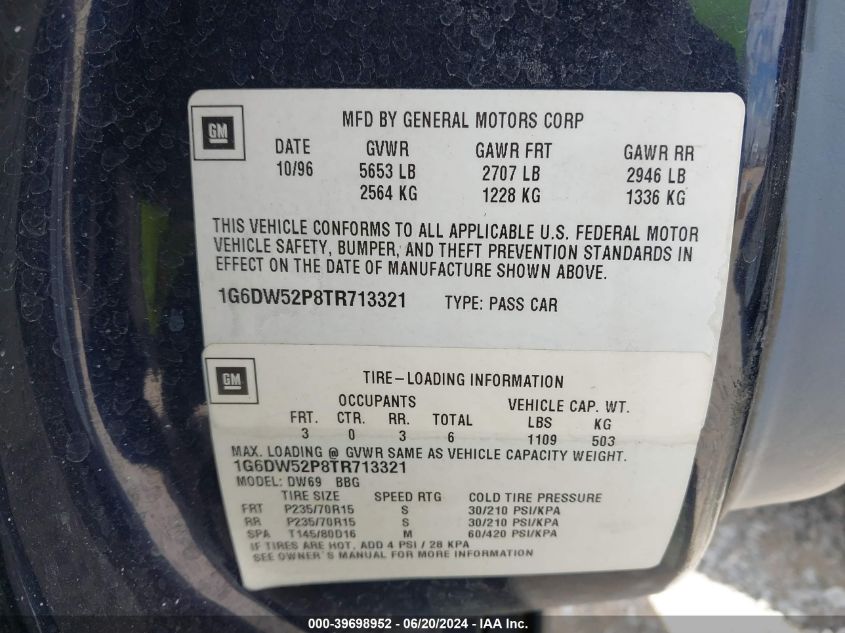 GM
MFD BY GENERAL MOTORS CORP
DATE GVWR GAWR FRT GAWR RR
10/96 5653 LB 2707 LB 2946 LB
2564 KG 1228 KG 1336 KG
THIS VEHICLE CONFORMS TO ALL APPLICABLE U.S. FEDERAL MOTOR
VEHICLE SAFETY, BUMPER, AND THEFT PREVENTION STANDARDS IN
EFFECT ON THE DATE OF MANUFACTURE SHOWN ABOVE.
1G6DW52P8TR713321 TYPE: PASS CAR
GM
TIRE-LOADING INFORMATION
OCCUPANTS VEHICLE CAP. WT.
FRT. CTR. RR. TOTAL LBS KG
3 0 3 6 1109 503
MAX. LOADING @ GVWR SAME AS VEHICLE CAPACITY WEIGHT.
1G6DW52P8TR713321
MODEL: DW69 BBG
TIRE SIZE SPEED RTG COLD TIRE PRESSURE
FRT P235/70R15 S 30/210 PSI/KPA
RR P235/70R15 S 30/210 PSI/KPA
SPA T145/80D16 M 60/420 PSI/KPA
IF TIRES ARE HOT, ADD 4 PSI / 28 KPA
SEE OWNER'S MANUAL FOR MORE INFORMATION
000-39698952 - 06/20/2024 - IAA Inc.